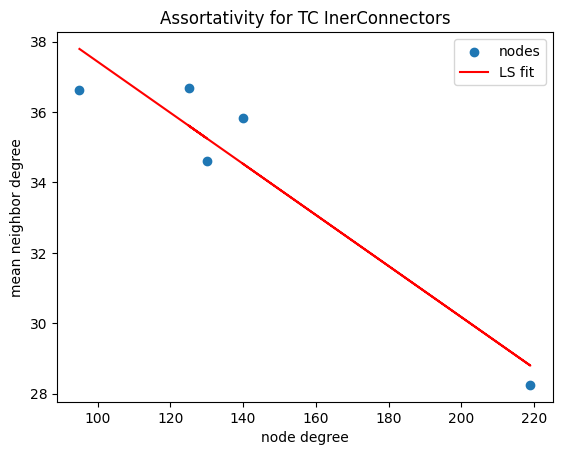 Assortativity for TC InerConnectors
nodes
LS fit
mean neighbor degree
38
36
34
32
30
28
100
120
140
160
180
200
220
node degree